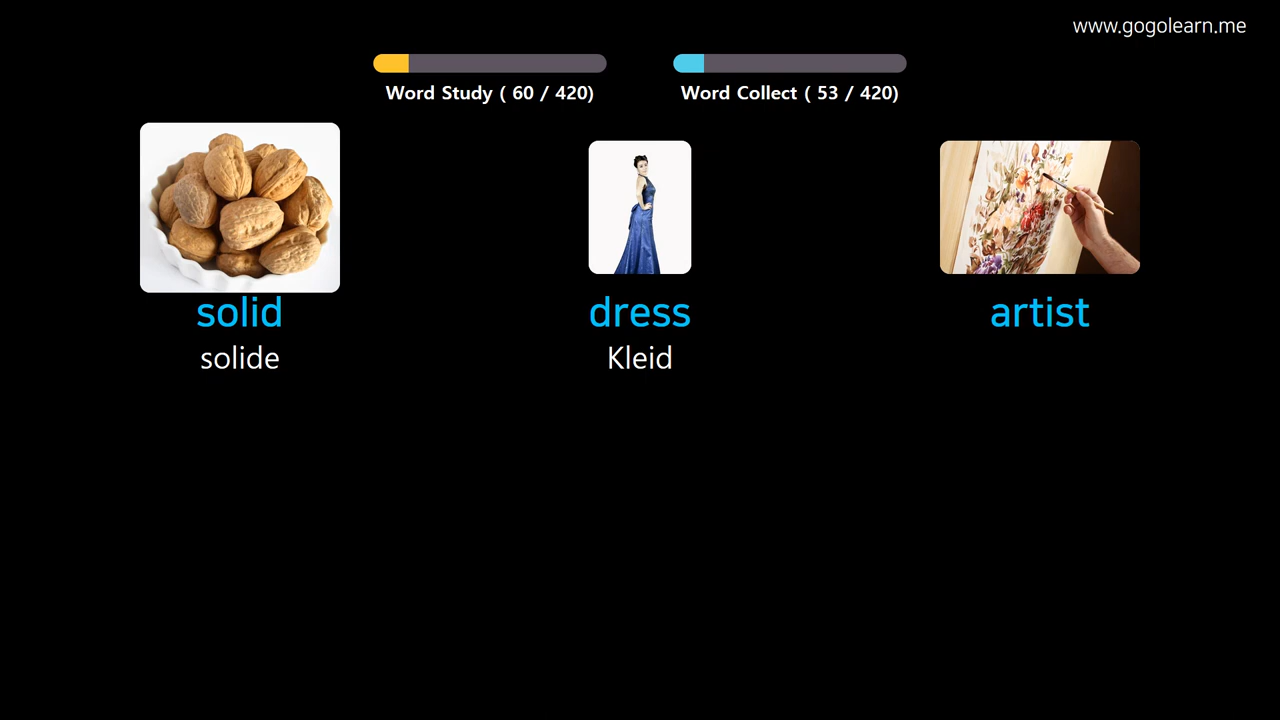 www.gogolearn.me
Word Study ( 60 / 420)
Word Collect ( 53 / 420)
solid
dress
artist
solide
Kleid